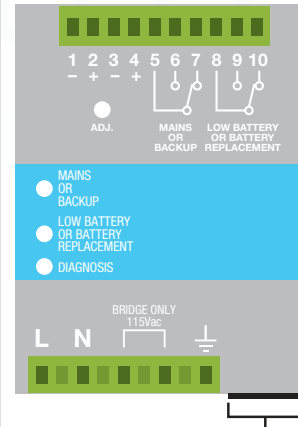 1 2 3 4 5 6 7 8 9 10
− + − +
ADJ.
MAINS
OR
BACKUP
LOW BATTERY
OR BATTERY
REPLACEMENT
MAINS
OR
BACKUP
LOW BATTERY
OR BATTERY
REPLACEMENT
DIAGNOSIS
BRIDGE ONLY
115Vac
L N